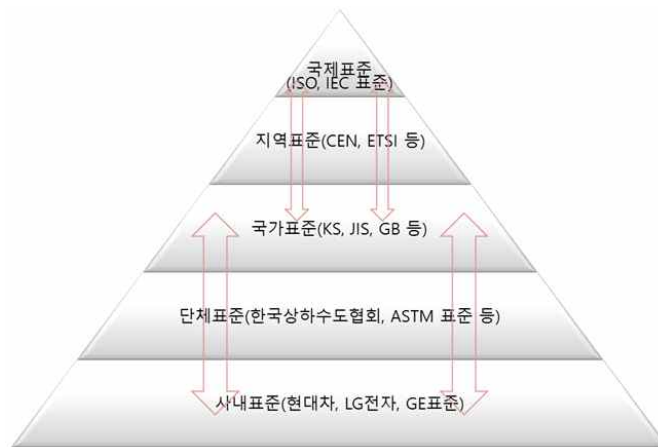 국제표준
(ISO, IEC 표준)
지역표준(CEN, ETSI 등)
국가표준(KS, JIS, GB 등)
단체표준(한국상하수도협회, ASTM 표준 등)
사내표준(현대차, LG전자, GE표준)